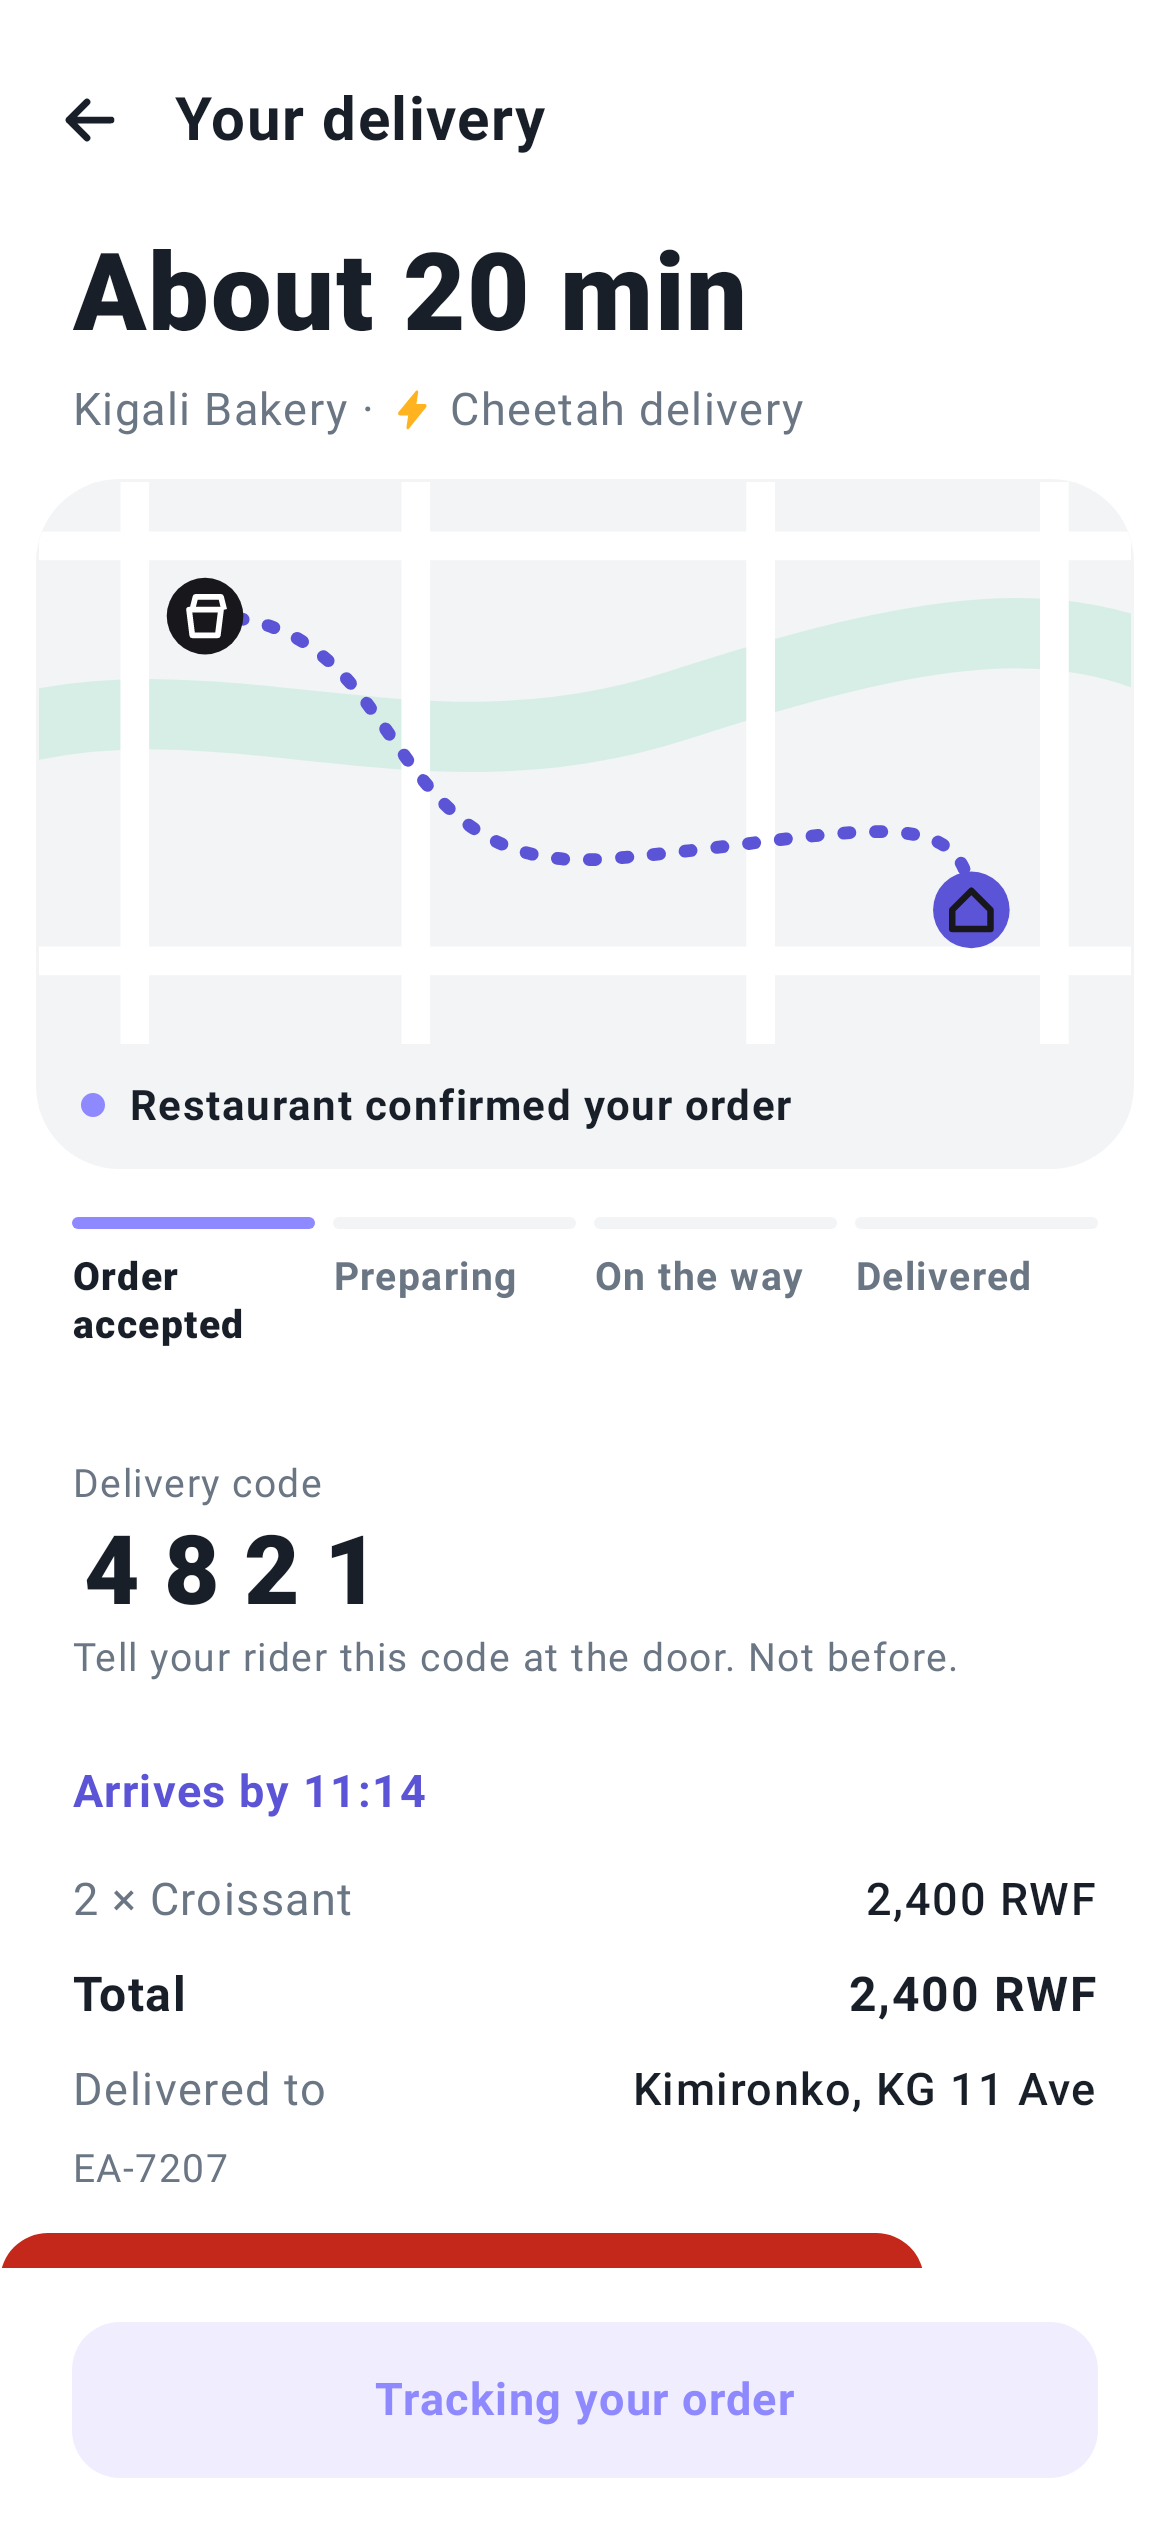 Your delivery
About 20 min
Kigali Bakery · ⚡ Cheetah delivery
Restaurant confirmed your order
Order accepted
Preparing
On the way
Delivered
Delivery code
4 8 2 1
Tell your rider this code at the door. Not before.
Arrives by 11:14
2 × Croissant 2,400 RWF
Total 2,400 RWF
Delivered to Kimironko, KG 11 Ave
EA-7207
Tracking your order